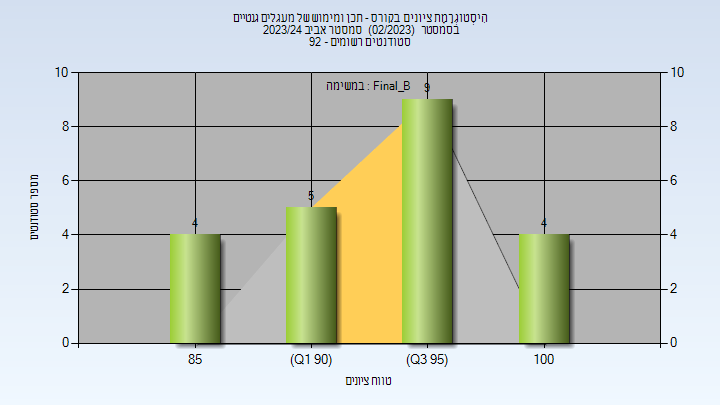 היסטוגרמת ציונים בקורס - תכן ומימוש של מעגלים גנטיים
בסמסטר (02/2023) סמסטר אביב 2023/24
סטודנטים רשומים - 92
במשימה : Final_B
10
8
6
4
2
0
10
8
6
4
2
0
מספר סטודנטים
4
5
9
4
85
(Q1 90)
(Q3 95)
100
טווח ציונים